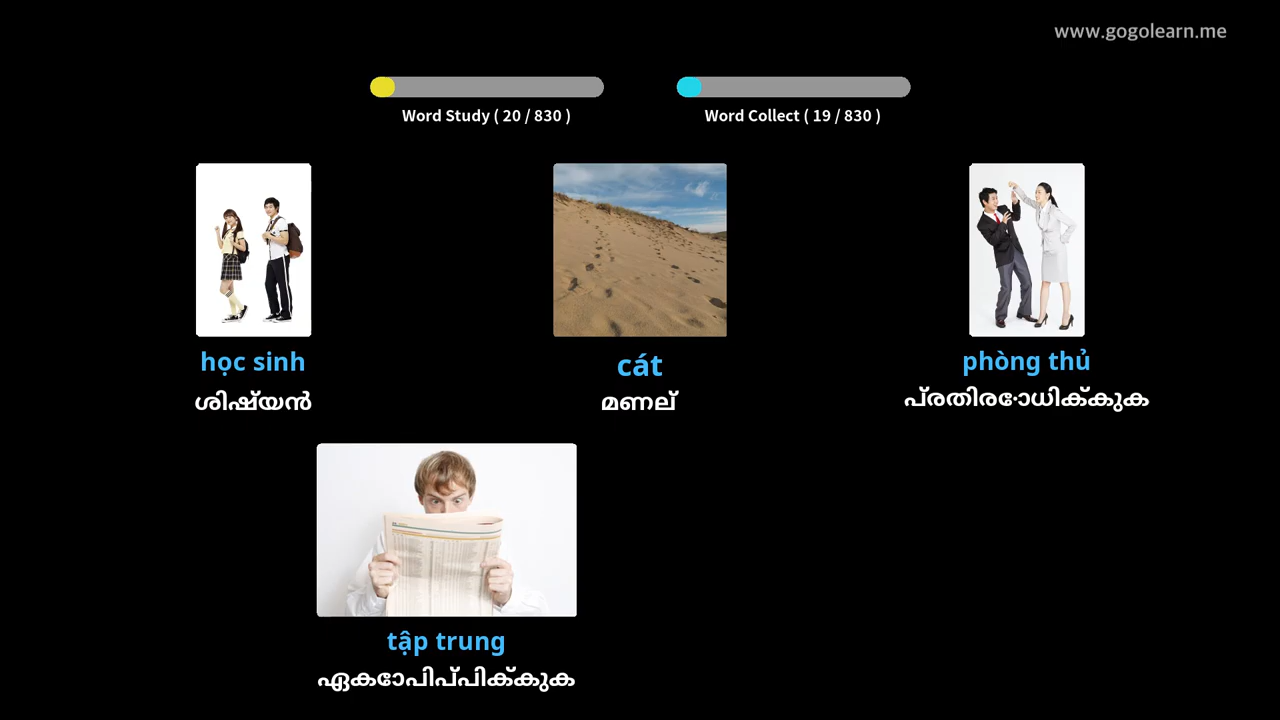 www.gogolearn.me
Word Study ( 20 / 830 )
Word Collect ( 19 / 830 )
học sinh
ശിഷ്യൻ
cát
മണല്
phòng thủ
പ്രതിരോധിക്കുക
tập trung
ഏകോപിപ്പിക്കുക